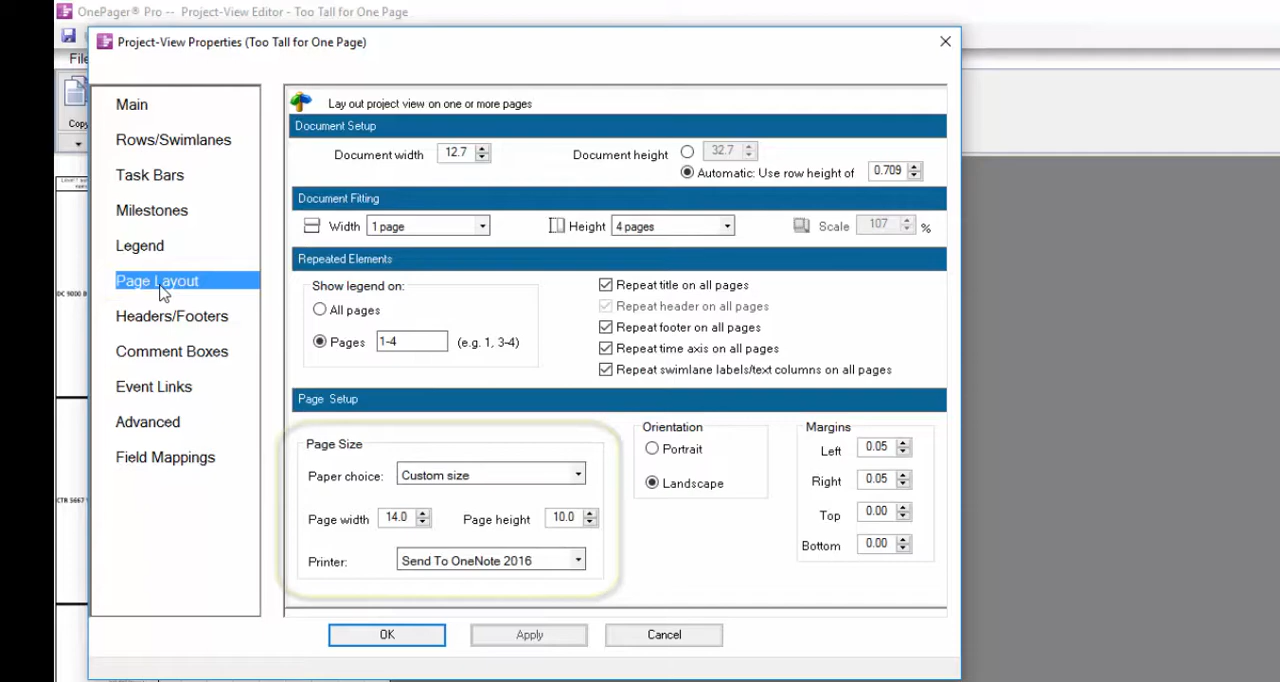 OnePager® Pro -- Project-View Editor - Too Tall for One Page
Project-View Properties (Too Tall for One Page)
Fil
Copy
DC 9000 B
CTR 5667
Main
Rows/Swimlanes
Task Bars
Milestones
Legend
Page Layout
Headers/Footers
Comment Boxes
Event Links
Advanced
Field Mappings
Lay out project view on one or more pages
Document Setup
Document width 12.7 Document height 32.7
Automatic: Use row height of 0.709
Document Fitting
Width 1 page Height 4 pages Scale 107 %
Repeated Elements
Show legend on:
All pages
Pages 1-4 (e.g. 1, 3-4)
Repeat title on all pages
Repeat header on all pages
Repeat footer on all pages
Repeat time axis on all pages
Repeat swimlane labels/text columns on all pages
Page Setup
Page Size
Paper choice: Custom size
Page width 14.0 Page height 10.0
Printer: Send To OneNote 2016
Orientation
Portrait
Landscape
Margins
Left 0.05
Right 0.05
Top 0.00
Bottom 0.00
OK Apply Cancel